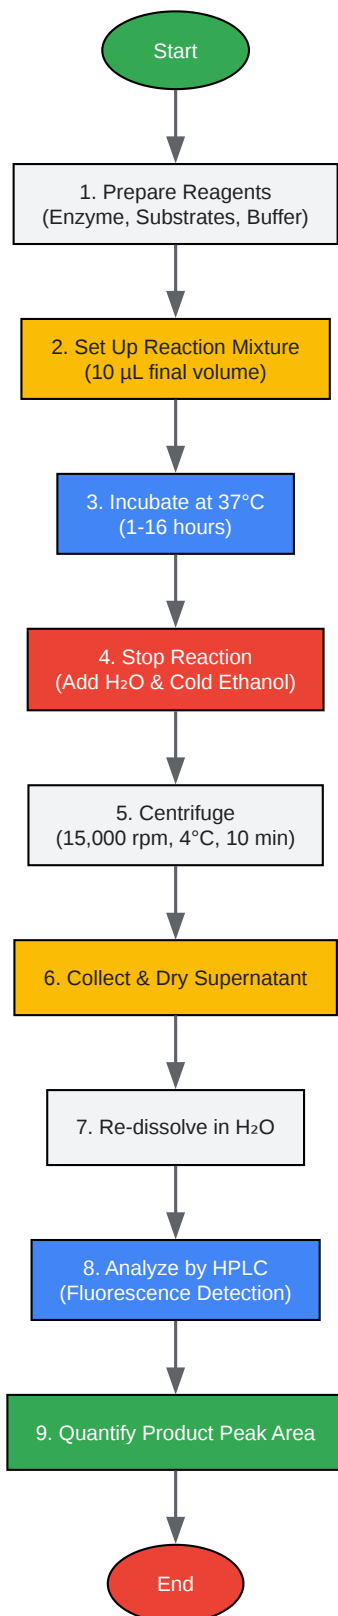 Start
1. Prepare Reagents
(Enzyme, Substrates, Buffer)
2. Set Up Reaction Mixture
(10 µL final volume)
3. Incubate at 37°C
(1-16 hours)
4. Stop Reaction
(Add H₂O & Cold Ethanol)
5. Centrifuge
(15,000 rpm, 4°C, 10 min)
6. Collect & Dry Supernatant
7. Re-dissolve in H₂O
8. Analyze by HPLC
(Fluorescence Detection)
9. Quantify Product Peak Area
End